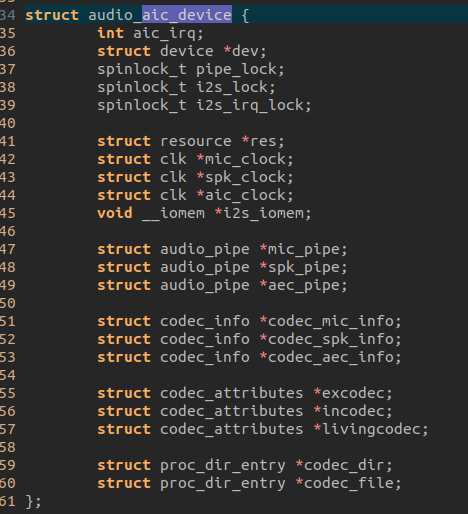 34 struct audio_aic_device {
35         int aic_irq;
36         struct device *dev;
37         spinlock_t pipe_lock;
38         spinlock_t i2s_lock;
39         spinlock_t i2s_irq_lock;
40
41         struct resource *res;
42         struct clk *mic_clock;
43         struct clk *spk_clock;
44         struct clk *aic_clock;
45         void __iomem *i2s_iomem;
46
47         struct audio_pipe *mic_pipe;
48         struct audio_pipe *spk_pipe;
49         struct audio_pipe *aec_pipe;
50
51         struct codec_info *codec_mic_info;
52         struct codec_info *codec_spk_info;
53         struct codec_info *codec_aec_info;
54
55         struct codec_attributes *excodec;
56         struct codec_attributes *incodec;
57         struct codec_attributes *livingcodec;
58
59         struct proc_dir_entry *codec_dir;
60         struct proc_dir_entry *codec_file;
61 };